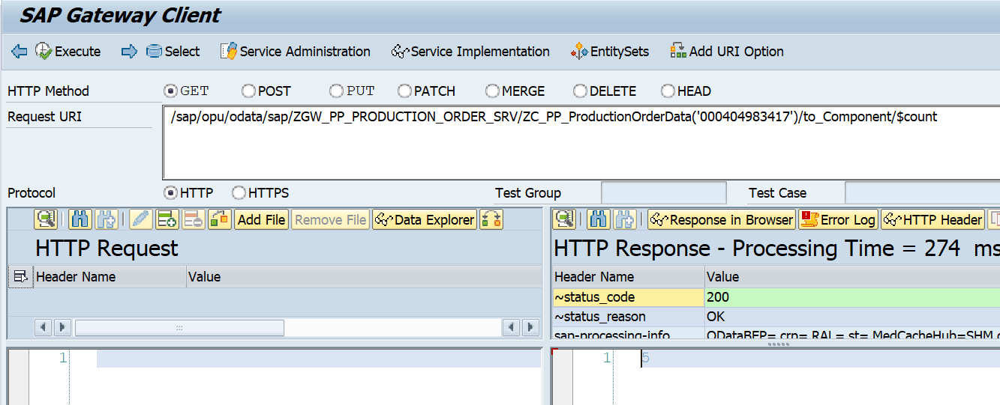 SAP Gateway Client
Execute Select Service Administration Service Implementation EntitySets Add URI Option
HTTP Method GET POST PUT PATCH MERGE DELETE HEAD
Request URI /sap/opu/odata/sap/ZGW_PP_PRODUCTION_ORDER_SRV/ZC_PP_ProductionOrderData('000404983417')/to_Component/$count
Protocol HTTP HTTPS Test Group Test Case
Add File Remove File Data Explorer Response in Browser Error Log HTTP Header
HTTP Request HTTP Response - Processing Time = 274 ms
Header Name Value Header Name Value
~status_code 200
~status_reason OK
sap-processing-info ODataBEP= crp= RAL= st= MedCacheHub=SHM
1 1 5